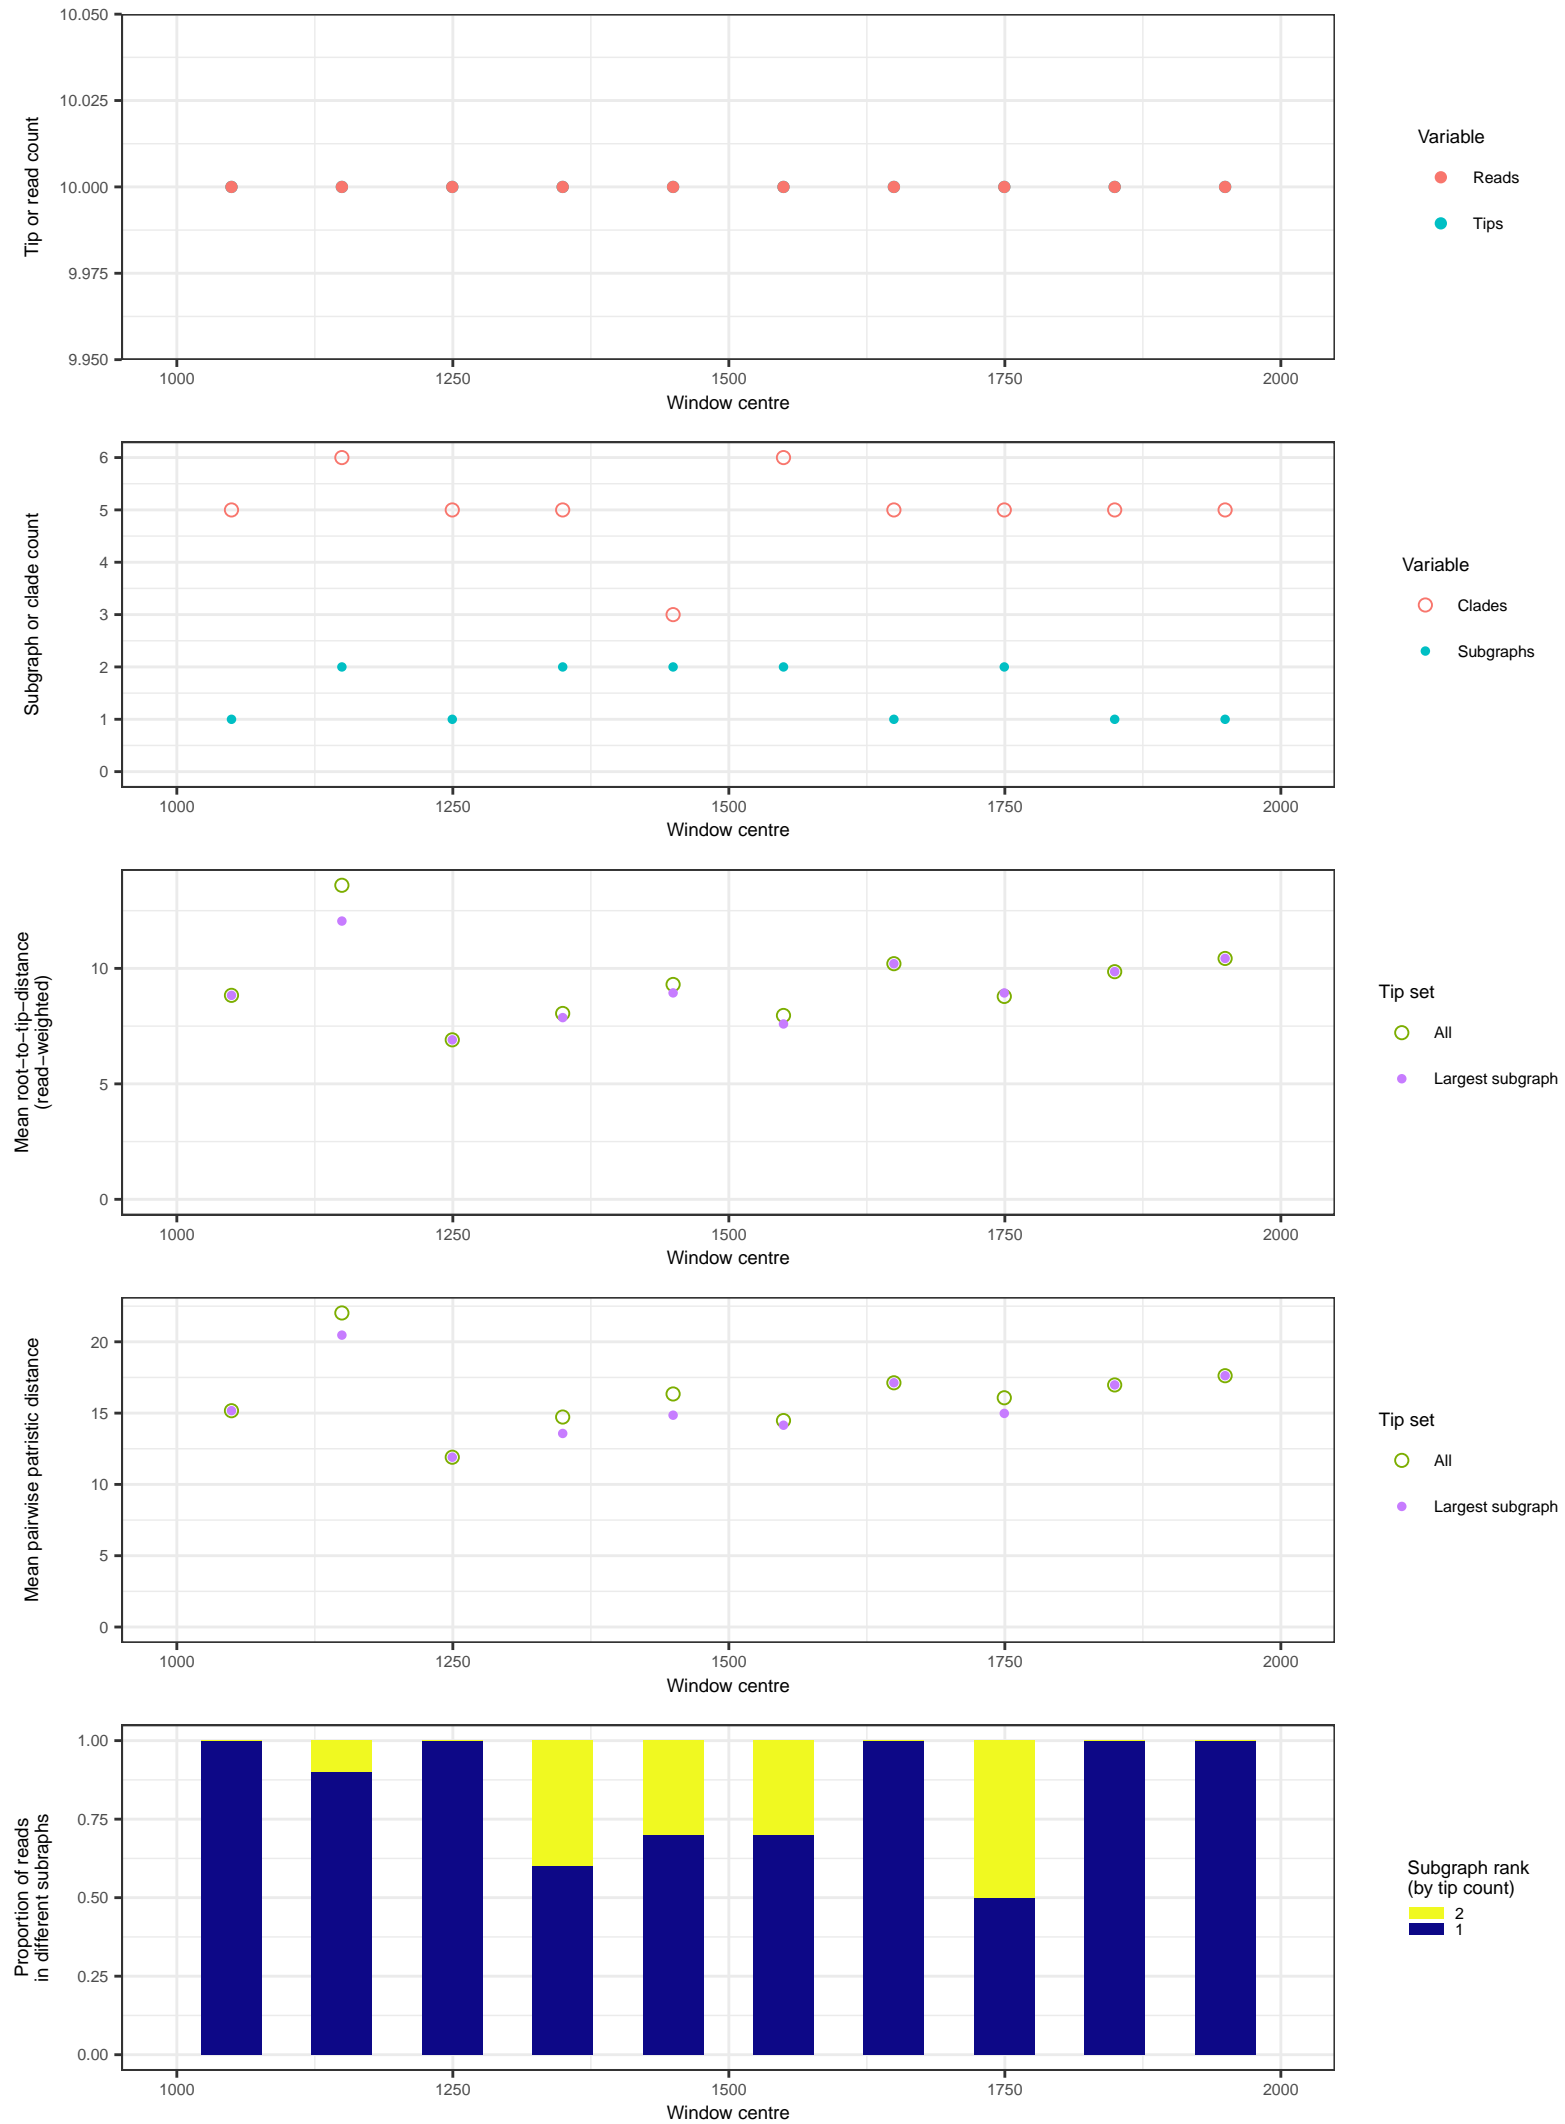 10.050
10.025
10.000
9.975
9.950
Tip or read count
1000 1250 1500 1750 2000
Window centre
Variable
Reads
Tips
6
5
4
3
2
1
0
Subgraph or clade count
1000 1250 1500 1750 2000
Window centre
Variable
Clades
Subgraphs
10
5
0
Mean root−to−tip−distance
(read−weighted)
1000 1250 1500 1750 2000
Window centre
Tip set
All
Largest subgraph
20
15
10
5
0
Mean pairwise patristic distance
1000 1250 1500 1750 2000
Window centre
Tip set
All
Largest subgraph
1.00
0.75
0.50
0.25
0.00
Proportion of reads
in different subraphs
1000 1250 1500 1750 2000
Window centre
Subgraph rank
(by tip count)
2
1